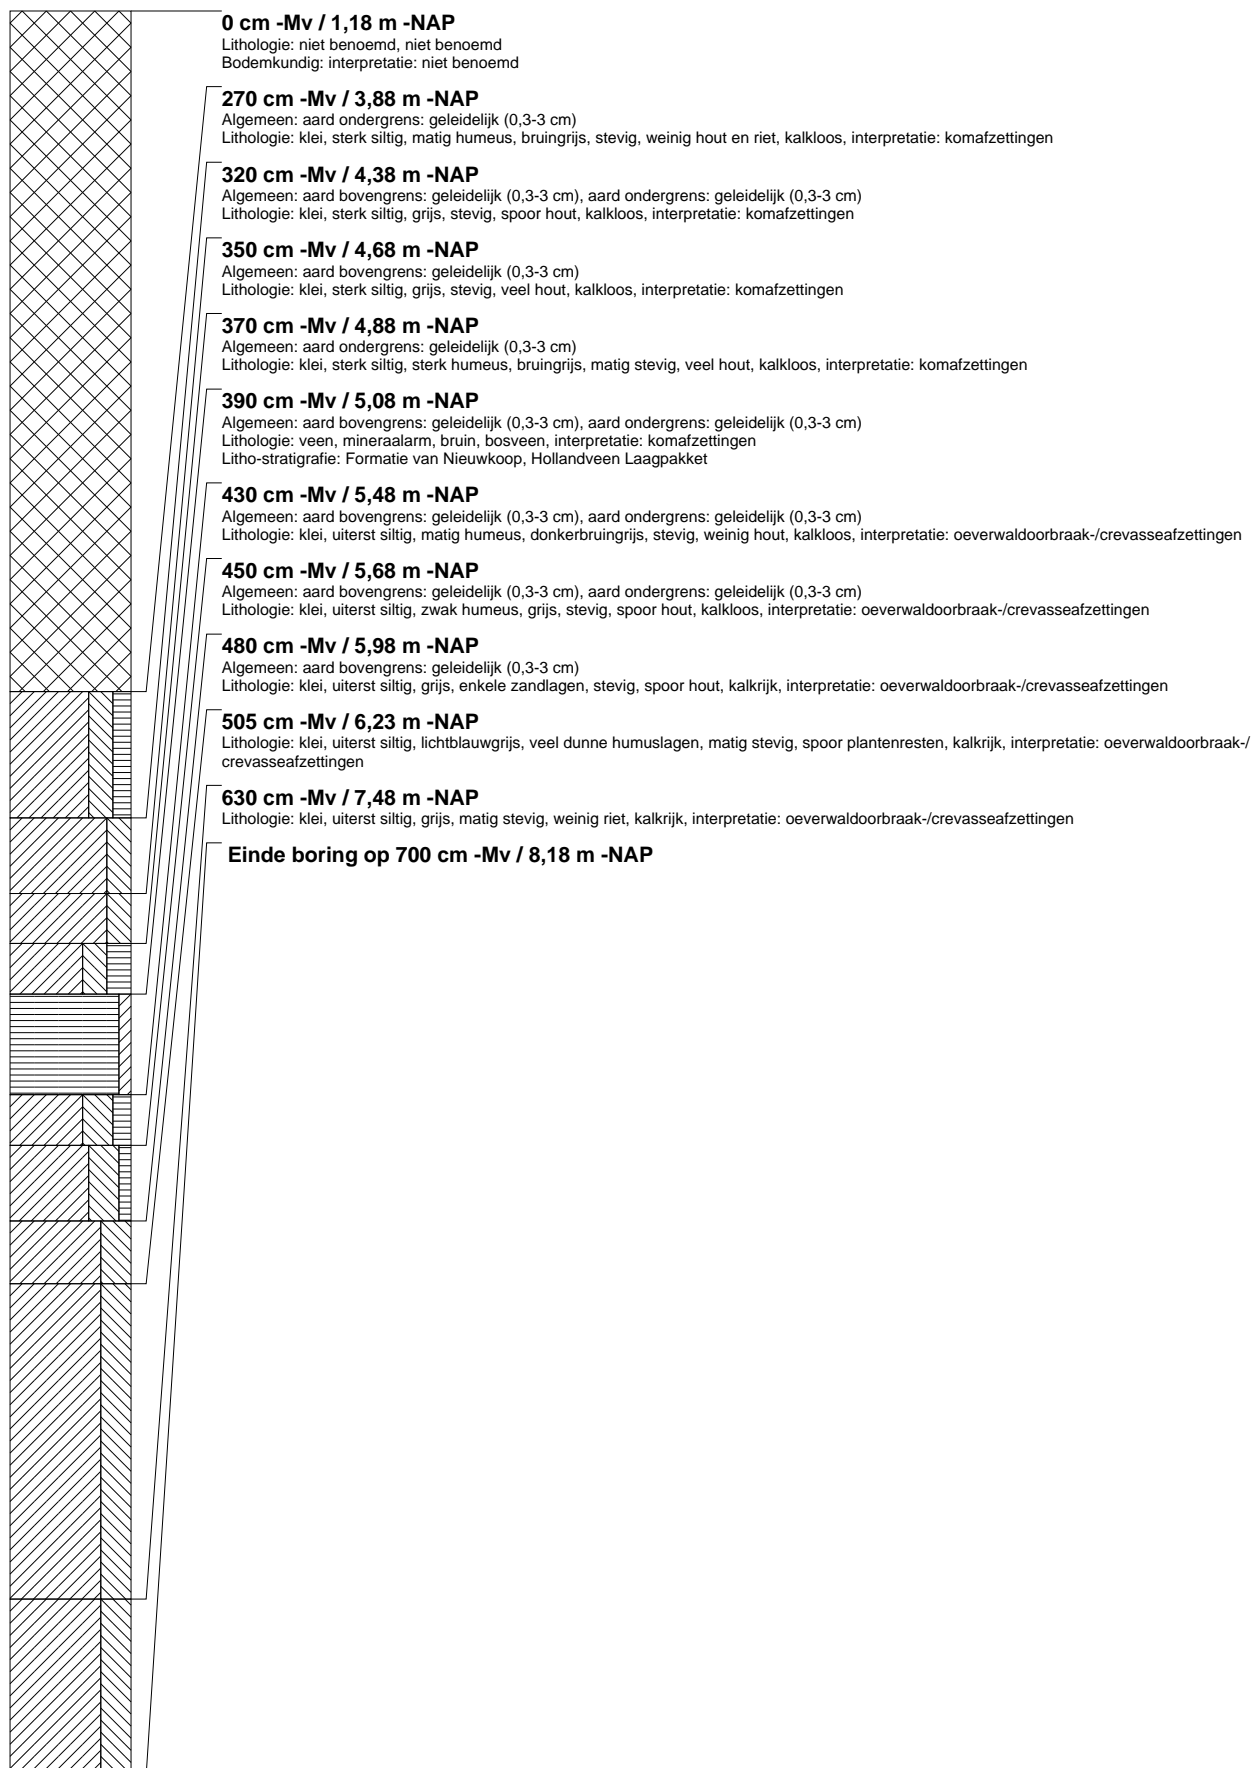 0 cm -Mv / 1,18 m -NAP
Lithologie: niet benoemd, niet benoemd
Bodemkundig: interpretatie: niet benoemd
270 cm -Mv / 3,88 m -NAP
Algemeen: aard ondergrens: geleidelijk (0,3-3 cm)
Lithologie: klei, sterk siltig, matig humeus, bruingrijs, stevig, weinig hout en riet, kalkloos, interpretatie: komafzettingen
320 cm -Mv / 4,38 m -NAP
Algemeen: aard bovengrens: geleidelijk (0,3-3 cm), aard ondergrens: geleidelijk (0,3-3 cm)
Lithologie: klei, sterk siltig, grijs, stevig, spoor hout, kalkloos, interpretatie: komafzettingen
350 cm -Mv / 4,68 m -NAP
Algemeen: aard bovengrens: geleidelijk (0,3-3 cm)
Lithologie: klei, sterk siltig, grijs, stevig, veel hout, kalkloos, interpretatie: komafzettingen
370 cm -Mv / 4,88 m -NAP
Algemeen: aard ondergrens: geleidelijk (0,3-3 cm)
Lithologie: klei, sterk siltig, sterk humeus, bruingrijs, matig stevig, veel hout, kalkloos, interpretatie: komafzettingen
390 cm -Mv / 5,08 m -NAP
Algemeen: aard bovengrens: geleidelijk (0,3-3 cm), aard ondergrens: geleidelijk (0,3-3 cm)
Lithologie: veen, mineraalarm, bruin, bosveen, interpretatie: komafzettingen
Litho-stratigrafie: Formatie van Nieuwkoop, Hollandveen Laagpakket
430 cm -Mv / 5,48 m -NAP
Algemeen: aard bovengrens: geleidelijk (0,3-3 cm), aard ondergrens: geleidelijk (0,3-3 cm)
Lithologie: klei, uiterst siltig, matig humeus, donkerbruingrijs, stevig, weinig hout, kalkloos, interpretatie: oeverwaldoorbraak-/crevasseafzettingen
450 cm -Mv / 5,68 m -NAP
Algemeen: aard bovengrens: geleidelijk (0,3-3 cm), aard ondergrens: geleidelijk (0,3-3 cm)
Lithologie: klei, uiterst siltig, zwak humeus, grijs, stevig, spoor hout, kalkloos, interpretatie: oeverwaldoorbraak-/crevasseafzettingen
480 cm -Mv / 5,98 m -NAP
Algemeen: aard bovengrens: geleidelijk (0,3-3 cm)
Lithologie: klei, uiterst siltig, grijs, enkele zandlagen, stevig, spoor hout, kalkrijk, interpretatie: oeverwaldoorbraak-/crevasseafzettingen
505 cm -Mv / 6,23 m -NAP
Lithologie: klei, uiterst siltig, lichtblauwgrijs, veel dunne humuslagen, matig stevig, spoor plantenresten, kalkrijk, interpretatie: oeverwaldoorbraak-/
crevasseafzettingen
630 cm -Mv / 7,48 m -NAP
Lithologie: klei, uiterst siltig, grijs, matig stevig, weinig riet, kalkrijk, interpretatie: oeverwaldoorbraak-/crevasseafzettingen
Einde boring op 700 cm -Mv / 8,18 m -NAP